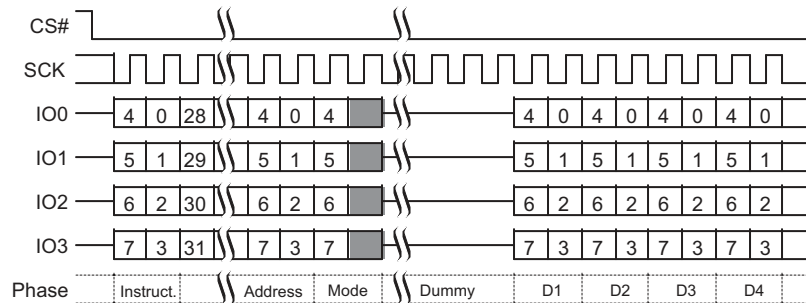 CS#
SCK
IO0 4 0 28 4 0 4 4 0 4 0 4 0 4 0
IO1 5 1 29 5 1 5 5 1 5 1 5 1 5 1
IO2 6 2 30 6 2 6 6 2 6 2 6 2 6 2
IO3 7 3 31 7 3 7 7 3 7 3 7 3 7 3
Phase Instruct. Address Mode Dummy D1 D2 D3 D4